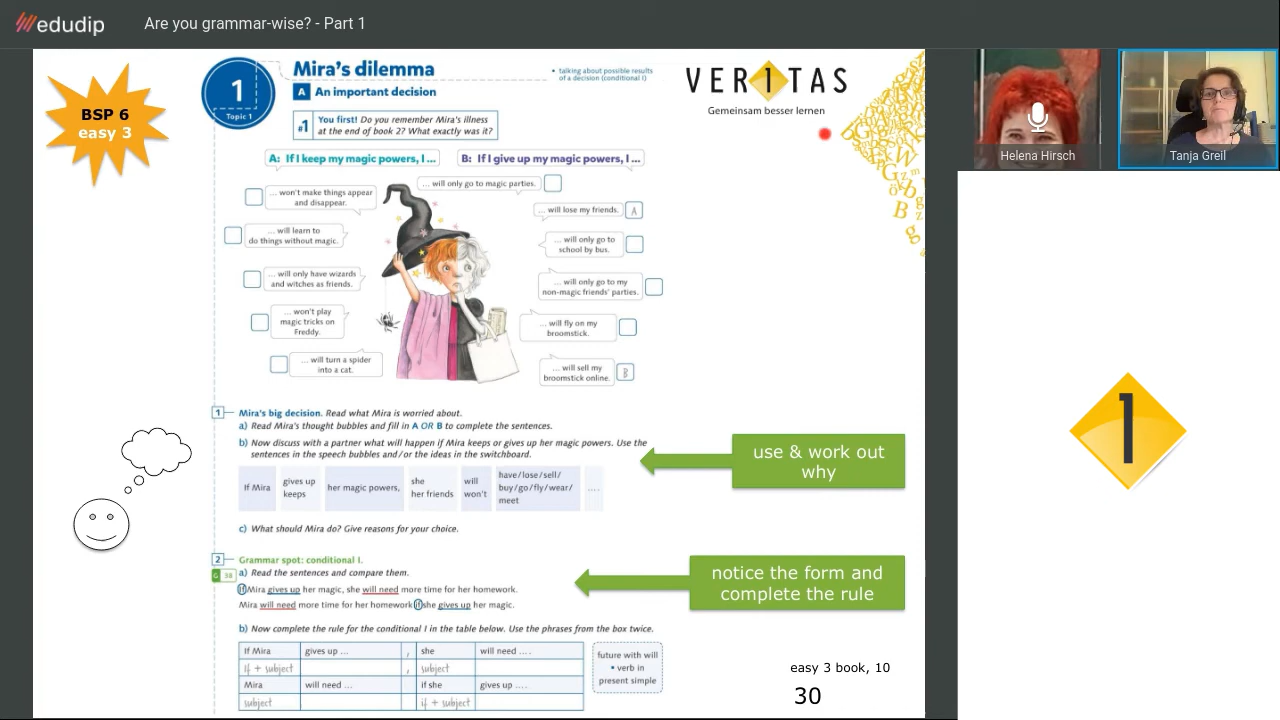 edudip
Are you grammar-wise? - Part 1
BSP 6
easy 3
1
Topic 1
Mira's dilemma
A An important decision
• talking about possible results
of a decision (conditional I)
#1 You first! Do you remember Mira's illness
at the end of book 2? What exactly was it?
VERITAS
Gemeinsam besser lernen
A: If I keep my magic powers, I ...
B: If I give up my magic powers, I ...
... won't make things appear
and disappear.
... will only go to magic parties.
... will lose my friends. A
... will learn to
do things without magic.
... will only go to
school by bus.
... will only have wizards
and witches as friends.
... will only go to my
non-magic friends' parties.
... won't play
magic tricks on
Freddy.
... will fly on my
broomstick.
... will turn a spider
into a cat.
... will sell my
broomstick online. B
1 Mira's big decision. Read what Mira is worried about.
a) Read Mira's thought bubbles and fill in A OR B to complete the sentences.
b) Now discuss with a partner what will happen if Mira keeps or gives up her magic powers. Use the
sentences in the speech bubbles and/or the ideas in the switchboard.
If Mira
gives up
keeps
her magic powers,
she
her friends
will
won't
have/lose/sell/
buy/go/fly/wear/
meet
.....
c) What should Mira do? Give reasons for your choice.
use & work out
why
2 Grammar spot: conditional I.
G 38 a) Read the sentences and compare them.
If Mira gives up her magic, she will need more time for her homework.
Mira will need more time for her homework if she gives up her magic.
notice the form and
complete the rule
b) Now complete the rule for the conditional I in the table below. Use the phrases from the box twice.
If Mira gives up ... , she will need ....
if + subject , subject
Mira will need ... if she gives up ....
subject if + subject
future with will
• verb in
present simple
easy 3 book, 10
30
Helena Hirsch
Tanja Greil
1